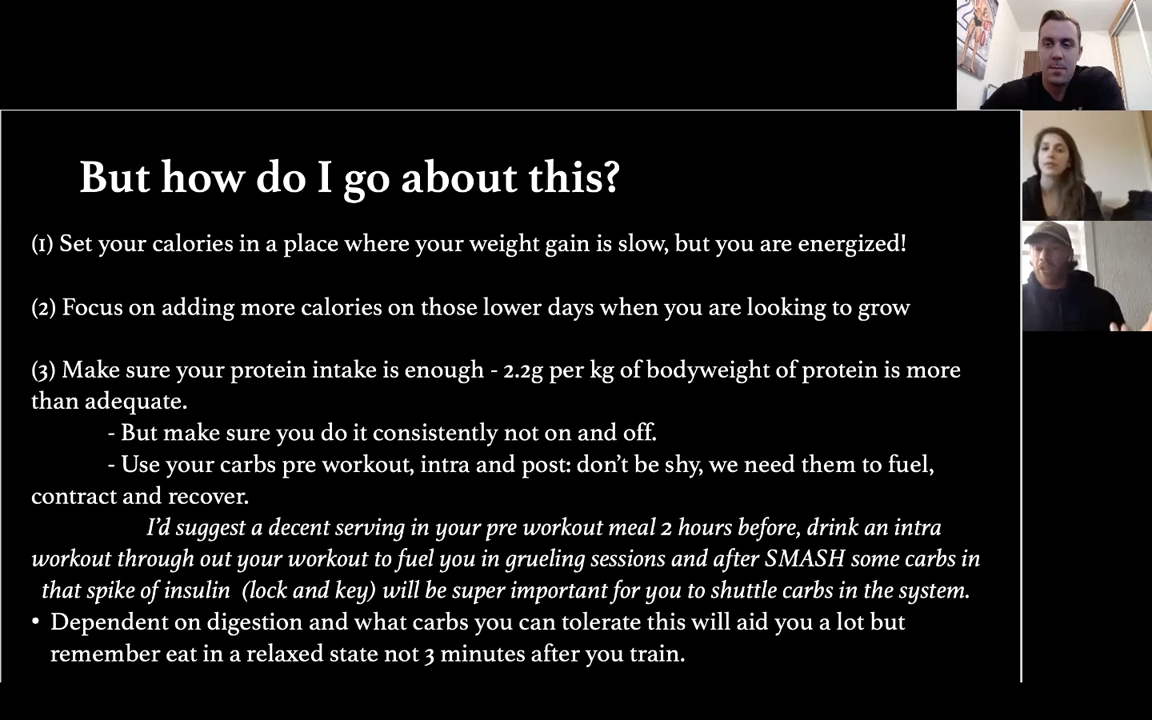 But how do I go about this?
(1) Set your calories in a place where your weight gain is slow, but you are energized!
(2) Focus on adding more calories on those lower days when you are looking to grow
(3) Make sure your protein intake is enough - 2.2g per kg of bodyweight of protein is more
than adequate.
- But make sure you do it consistently not on and off.
- Use your carbs pre workout, intra and post: don't be shy, we need them to fuel,
contract and recover.
I'd suggest a decent serving in your pre workout meal 2 hours before, drink an intra
workout through out your workout to fuel you in grueling sessions and after SMASH some carbs in
that spike of insulin (lock and key) will be super important for you to shuttle carbs in the system.
• Dependent on digestion and what carbs you can tolerate this will aid you a lot but
remember eat in a relaxed state not 3 minutes after you train.